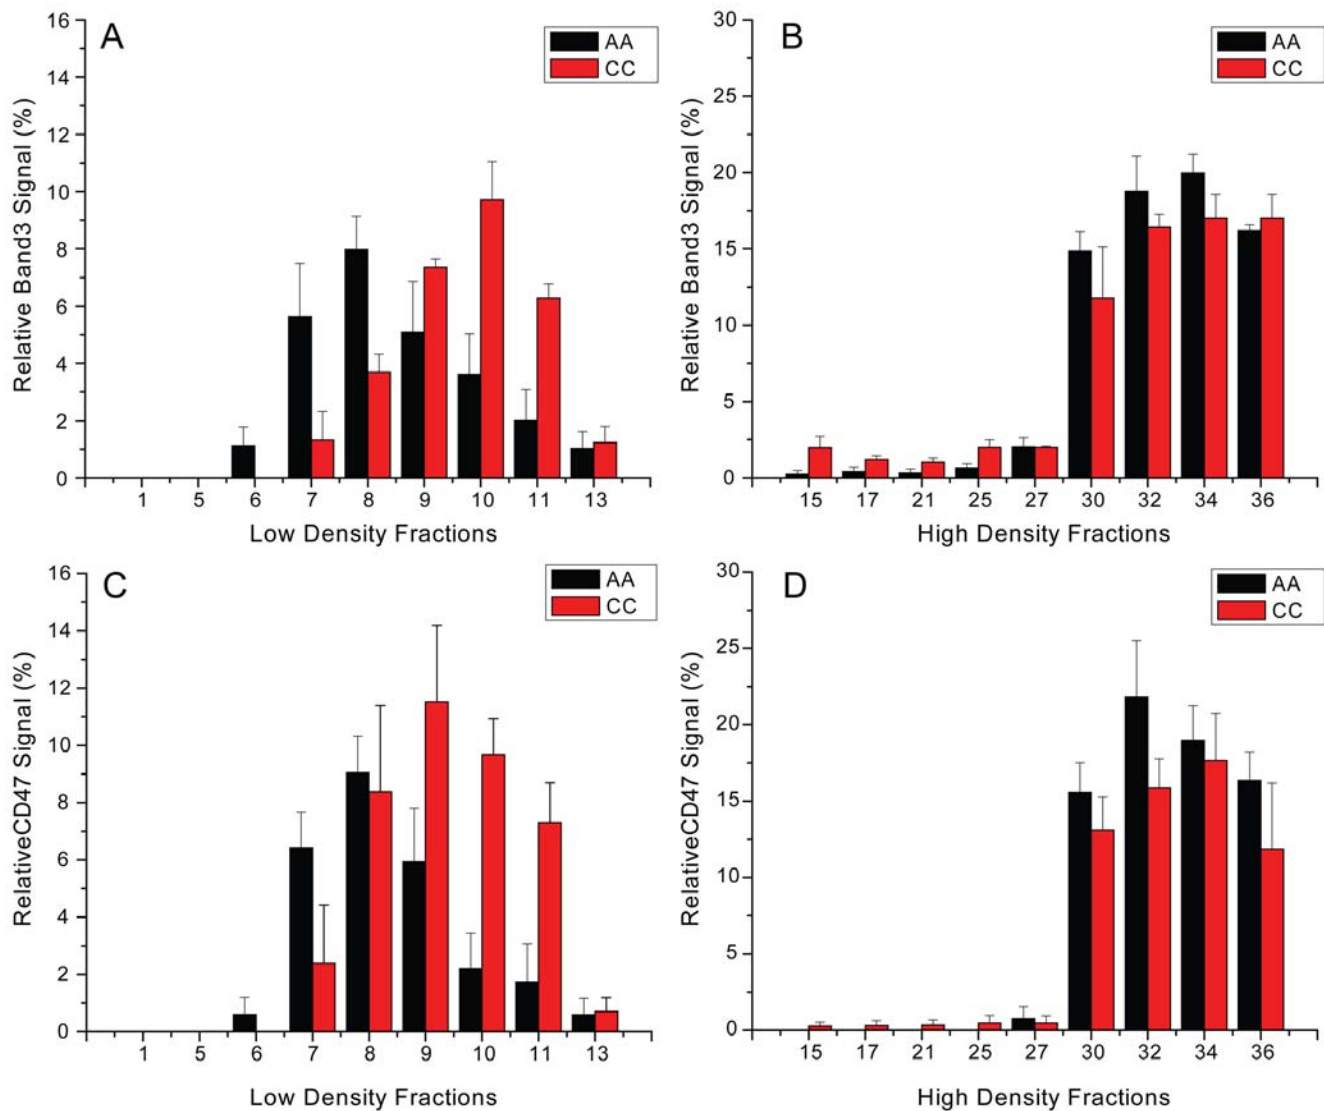 A
AA
CC
Relative Band3 Signal (%)
16
14
12
10
8
6
4
2
0
1 5 6 7 8 9 10 11 13
Low Density Fractions
B
AA
CC
Relative Band3 Signal (%)
30
25
20
15
10
5
0
15 17 21 25 27 30 32 34 36
High Density Fractions
C
AA
CC
RelativeCD47 Signal (%)
16
14
12
10
8
6
4
2
0
1 5 6 7 8 9 10 11 13
Low Density Fractions
D
AA
CC
RelativeCD47 Signal (%)
30
25
20
15
10
5
0
15 17 21 25 27 30 32 34 36
High Density Fractions